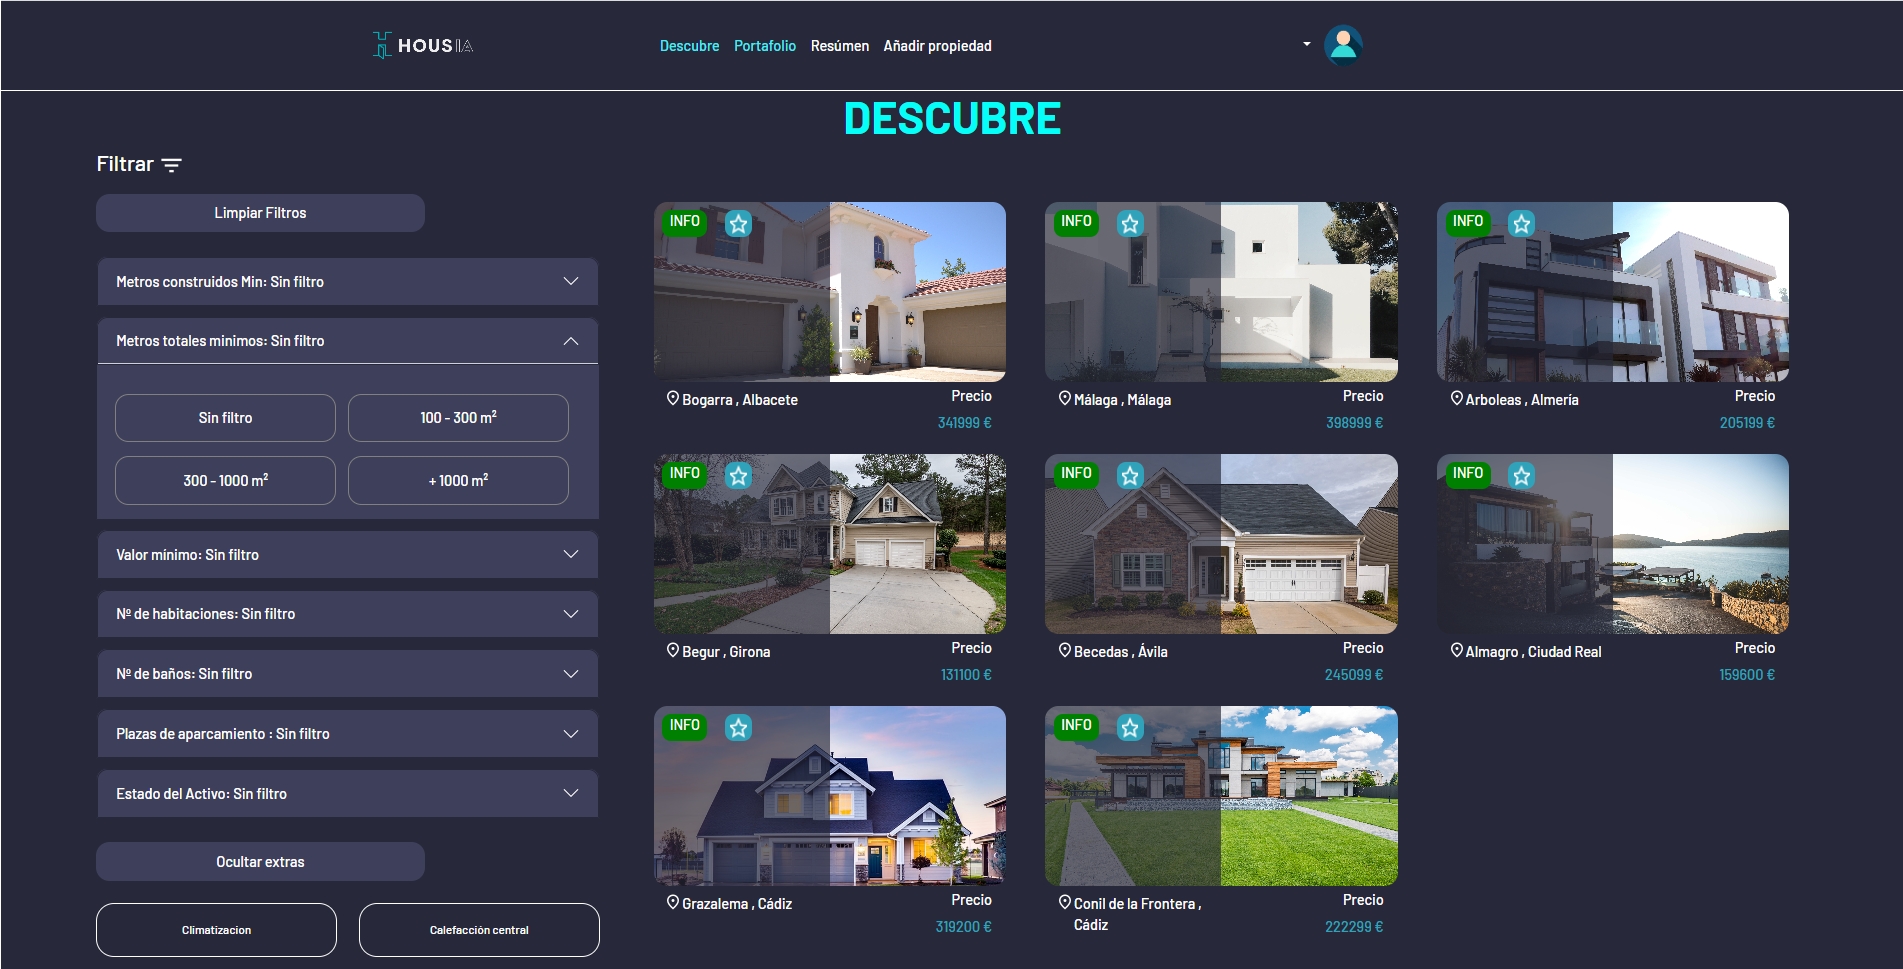 HOUSIA
Descubre Portafolio Resúmen Añadir propiedad
DESCUBRE
Filtrar
Limpiar Filtros
Metros construidos Min: Sin filtro
Metros totales minimos: Sin filtro
Sin filtro
100 - 300 m²
300 - 1000 m²
+ 1000 m²
Valor mínimo: Sin filtro
Nº de habitaciones: Sin filtro
Nº de baños: Sin filtro
Plazas de aparcamiento : Sin filtro
Estado del Activo: Sin filtro
Ocultar extras
Climatizacion
Calefacción central
INFO
Bogarra , Albacete
Precio
341999 €
INFO
Málaga , Málaga
Precio
398999 €
INFO
Arboleas , Almería
Precio
205199 €
INFO
Begur , Girona
Precio
131100 €
INFO
Becedas , Ávila
Precio
245099 €
INFO
Almagro , Ciudad Real
Precio
159600 €
INFO
Grazalema , Cádiz
Precio
319200 €
INFO
Conil de la Frontera ,
Cádiz
Precio
222299 €